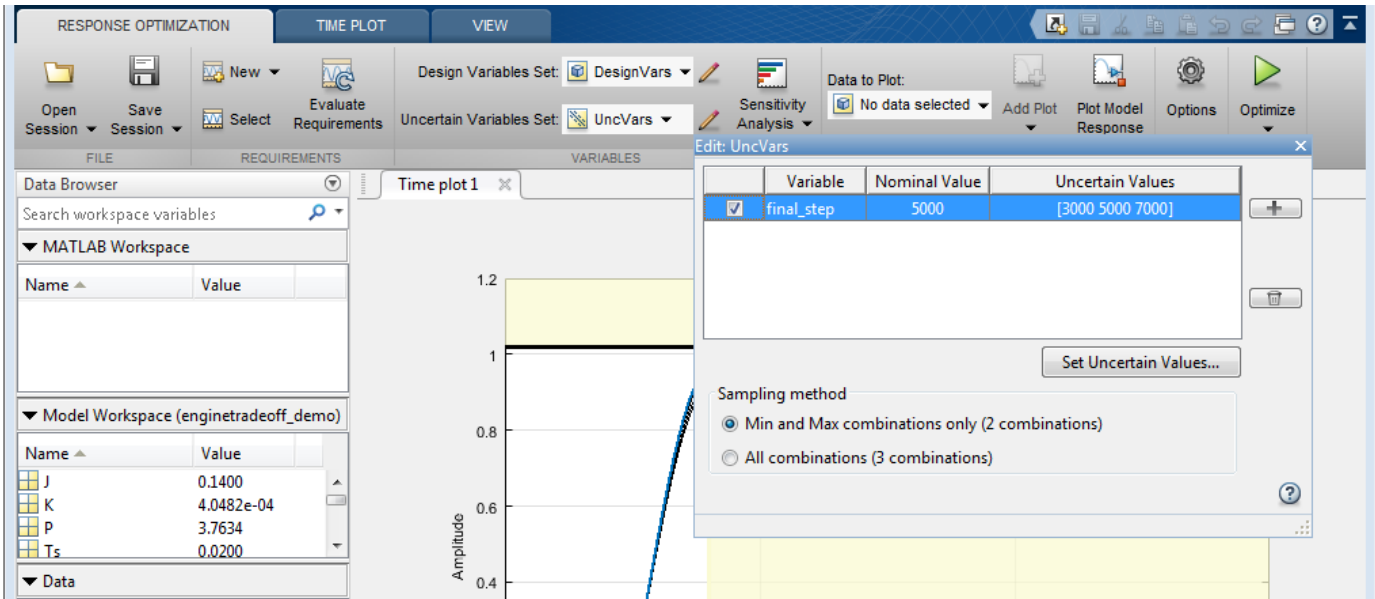 RESPONSE OPTIMIZATION TIME PLOT VIEW
Open Session Save Session
New
Select
Evaluate Requirements
Design Variables Set: DesignVars
Uncertain Variables Set: UncVars
Sensitivity Analysis
Data to Plot:
No data selected
Add Plot
Plot Model Response
Options
Optimize
FILE REQUIREMENTS VARIABLES
Edit: UncVars
Variable Nominal Value Uncertain Values
final_step 5000 [3000 5000 7000]
Set Uncertain Values...
Sampling method
Min and Max combinations only (2 combinations)
All combinations (3 combinations)
Data Browser
Search workspace variables
MATLAB Workspace
Name Value
Model Workspace (enginetradeoff_demo)
Name Value
J 0.1400
K 4.0482e-04
P 3.7634
Ts 0.0200
Data
Time plot 1
1.2
1
0.8
0.6
0.4
Amplitude